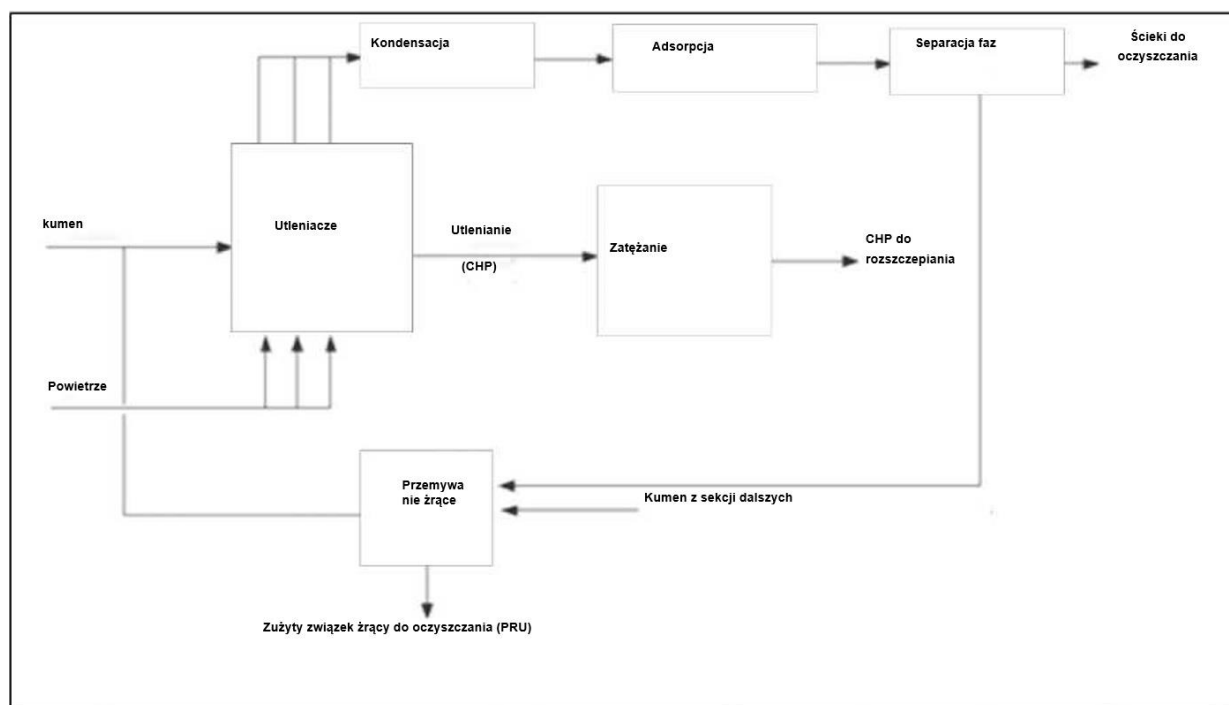 Kondensacja
Adsorpcja
Separacja faz
Ścieki do
oczyszczania
kumen
Utleniacze
Utlenianie
(CHP)
Zatężanie
CHP do
rozszczepiania
Powietrze
Przemywa
nie żrące
Kumen z sekcji dalszych
Zużyty związek żrący do oczyszczania (PRU)